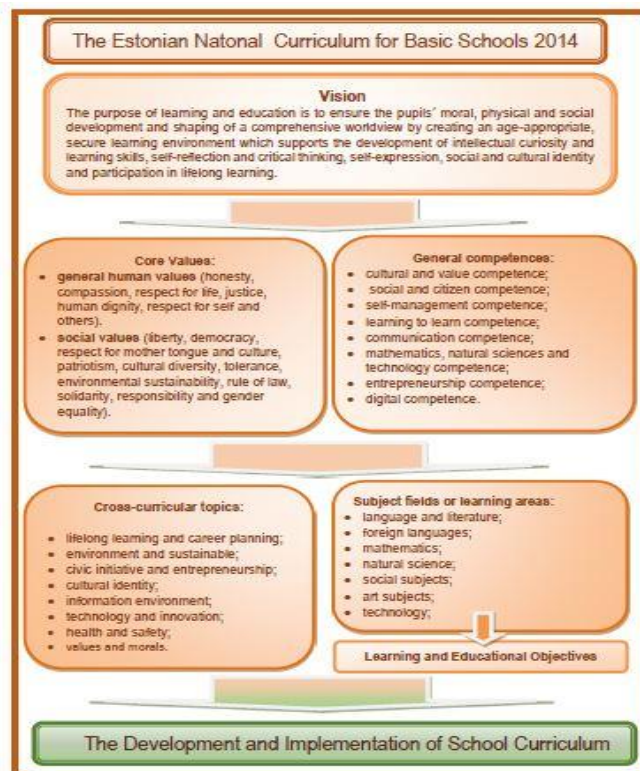 The Estonian Natonal Curriculum for Basic Schools 2014
Vision
The purpose of learning and education is to ensure the pupils´ moral, physical and social
development and shaping of a comprehensive worldview by creating an age-appropriate,
secure learning environment which supports the development of intellectual curiosity and
learning skills, self-reflection and critical thinking, self-expression, social and cultural identity
and participation in lifelong learning.
Core Values:
• general human values (honesty,
compassion, respect for life, justice,
human dignity, respect for self and
others).
• social values (liberty, democracy,
respect for mother tongue and culture,
patriotism, cultural diversity, tolerance,
environmental sustainability, rule of law,
solidarity, responsibility and gender
equality).
General competences:
• cultural and value competence;
• social and citizen competence;
• self-management competence;
• learning to learn competence;
• communication competence;
• mathematics, natural sciences and
technology competence;
• entrepreneurship competence;
• digital competence.
Cross-curricular topics:
• lifelong learning and career planning;
• environment and sustainable;
• civic initiative and entrepreneurship;
• cultural identity;
• information environment;
• technology and innovation;
• health and safety;
• values and morals.
Subject fields or learning areas:
• language and literature;
• foreign languages;
• mathematics;
• natural science;
• social subjects;
• art subjects;
• technology;
Learning and Educational Objectives
The Development and Implementation of School Curriculum